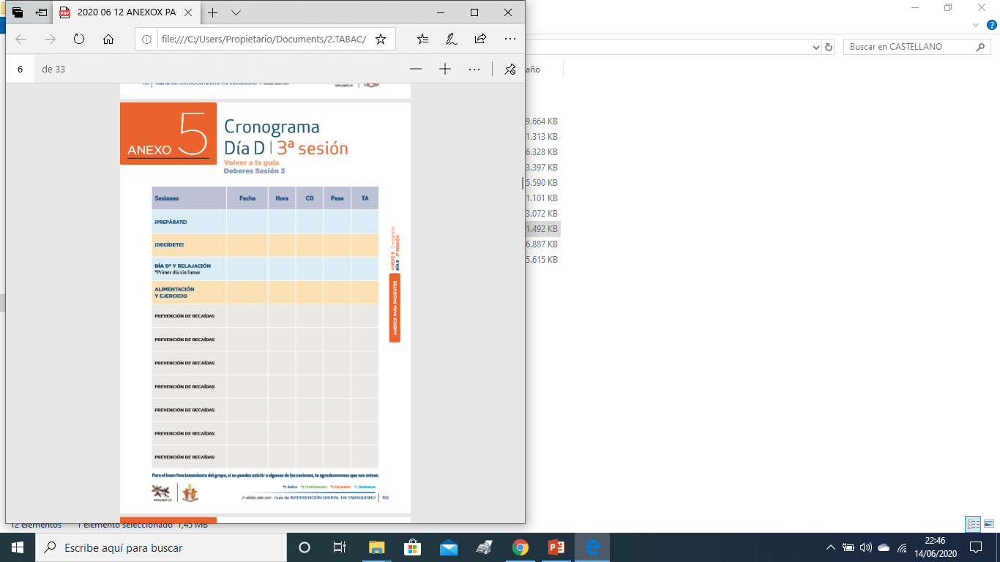 2020 06 12 ANEXOX PA
file:///C:/Users/Propietario/Documents/2.TABAC/
6 de 33
Buscar en CASTELLANO
año
9.664 KB
1.313 KB
6.328 KB
3.397 KB
5.590 KB
1.101 KB
3.072 KB
1.492 KB
6.887 KB
5.615 KB
ANEXO 5
Cronograma
Día D | 3ª sesión
Volver a la guía
Deberes Sesión 3
Sesiones Fecha Hora CO Peso TA
¡PREPÁRATE!
¡DECÍDETE!
DÍA D* Y RELAJACIÓN
*Primer día sin fumar
ALIMENTACIÓN
Y EJERCICIO
PREVENCIÓN DE RECAÍDAS
PREVENCIÓN DE RECAÍDAS
PREVENCIÓN DE RECAÍDAS
PREVENCIÓN DE RECAÍDAS
PREVENCIÓN DE RECAÍDAS
PREVENCIÓN DE RECAÍDAS
PREVENCIÓN DE RECAÍDAS
ANEXO 5 Cronograma
DÍA D | 3ª SESIÓN
ANEXOS PARA PACIENTES
Para el buen funcionamiento del grupo, si no puedes asistir a algunas de las sesiones, te agradeceremos que nos avises.
Índice Profesionales Pacientes Dinámicas
2ª edición, Junio 2020 · Guía de INTERVENCIÓN GRUPAL EN TABAQUISMO | 103
12 elementos 1 elemento seleccionado 1,45 MB
Escribe aquí para buscar
22:46
14/06/2020